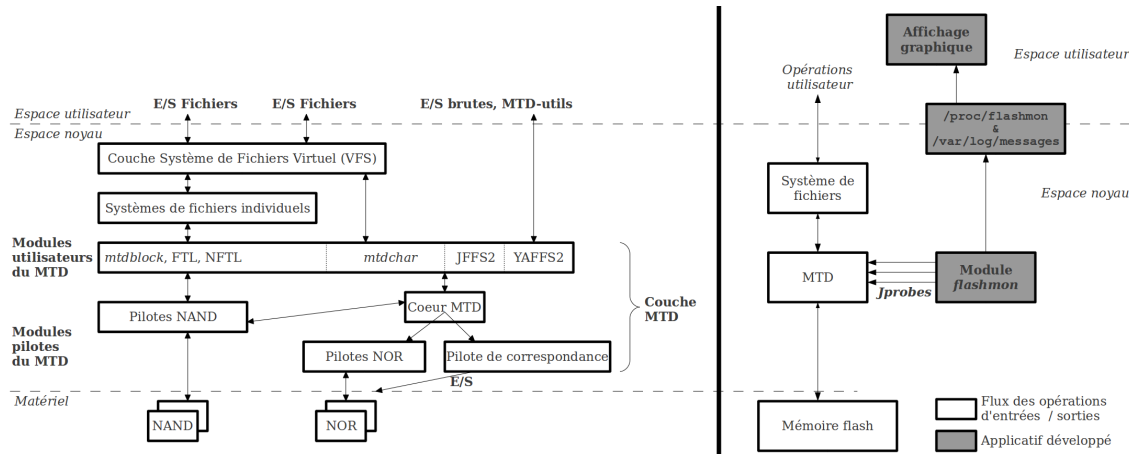 E/S Fichiers
E/S Fichiers
E/S brutes, MTD-utils
Espace utilisateur
Espace noyau
Couche Système de Fichiers Virtuel (VFS)
Systèmes de fichiers individuels
Modules
utilisateurs
du MTD
mtdblock, FTL, NFTL
mtdchar
JFFS2
YAFFS2
Couche
MTD
Pilotes NAND
Coeur MTD
Modules
pilotes
du MTD
Pilotes NOR
Pilote de correspondance
E/S
Matériel
NAND
NOR
Affichage
graphique
Espace utilisateur
Opérations
utilisateur
/proc/flashmon
&
/var/log/messages
Système de
fichiers
Espace noyau
MTD
Jprobes
Module
flashmon
Mémoire flash
Flux des opérations
d'entrées / sorties
Applicatif développé